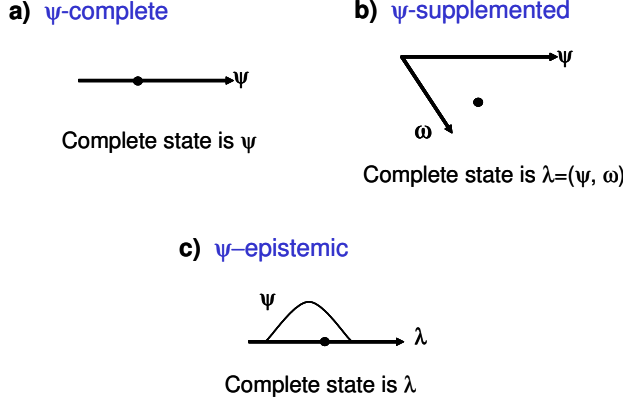 a) ψ-complete
ψ
Complete state is ψ
b) ψ-supplemented
ψ
ω
Complete state is λ=(ψ, ω)
c) ψ–epistemic
ψ
λ
Complete state is λ